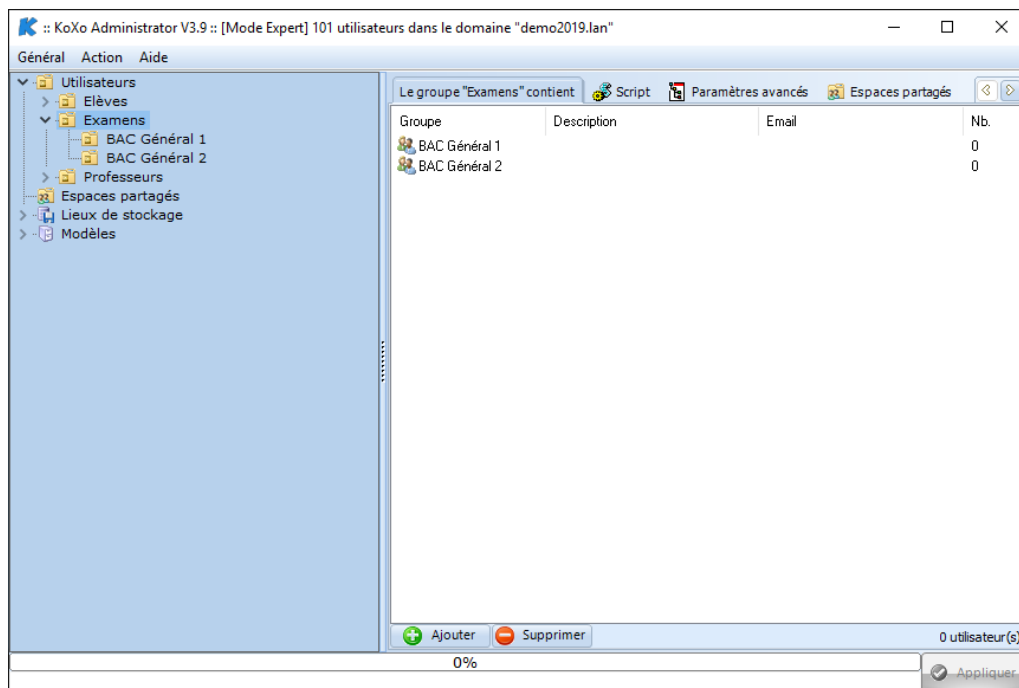 :: KoXo Administrator V3.9 :: [Mode Expert] 101 utilisateurs dans le domaine "demo2019.lan"
Général Action Aide
Utilisateurs
Elèves
Examens
BAC Général 1
BAC Général 2
Professeurs
Espaces partagés
Lieux de stockage
Modèles
Le groupe "Examens" contient Script Paramètres avancés Espaces partagés
Groupe Description Email Nb.
BAC Général 1 0
BAC Général 2 0
Ajouter Supprimer 0 utilisateur(s)
0%
Appliquer